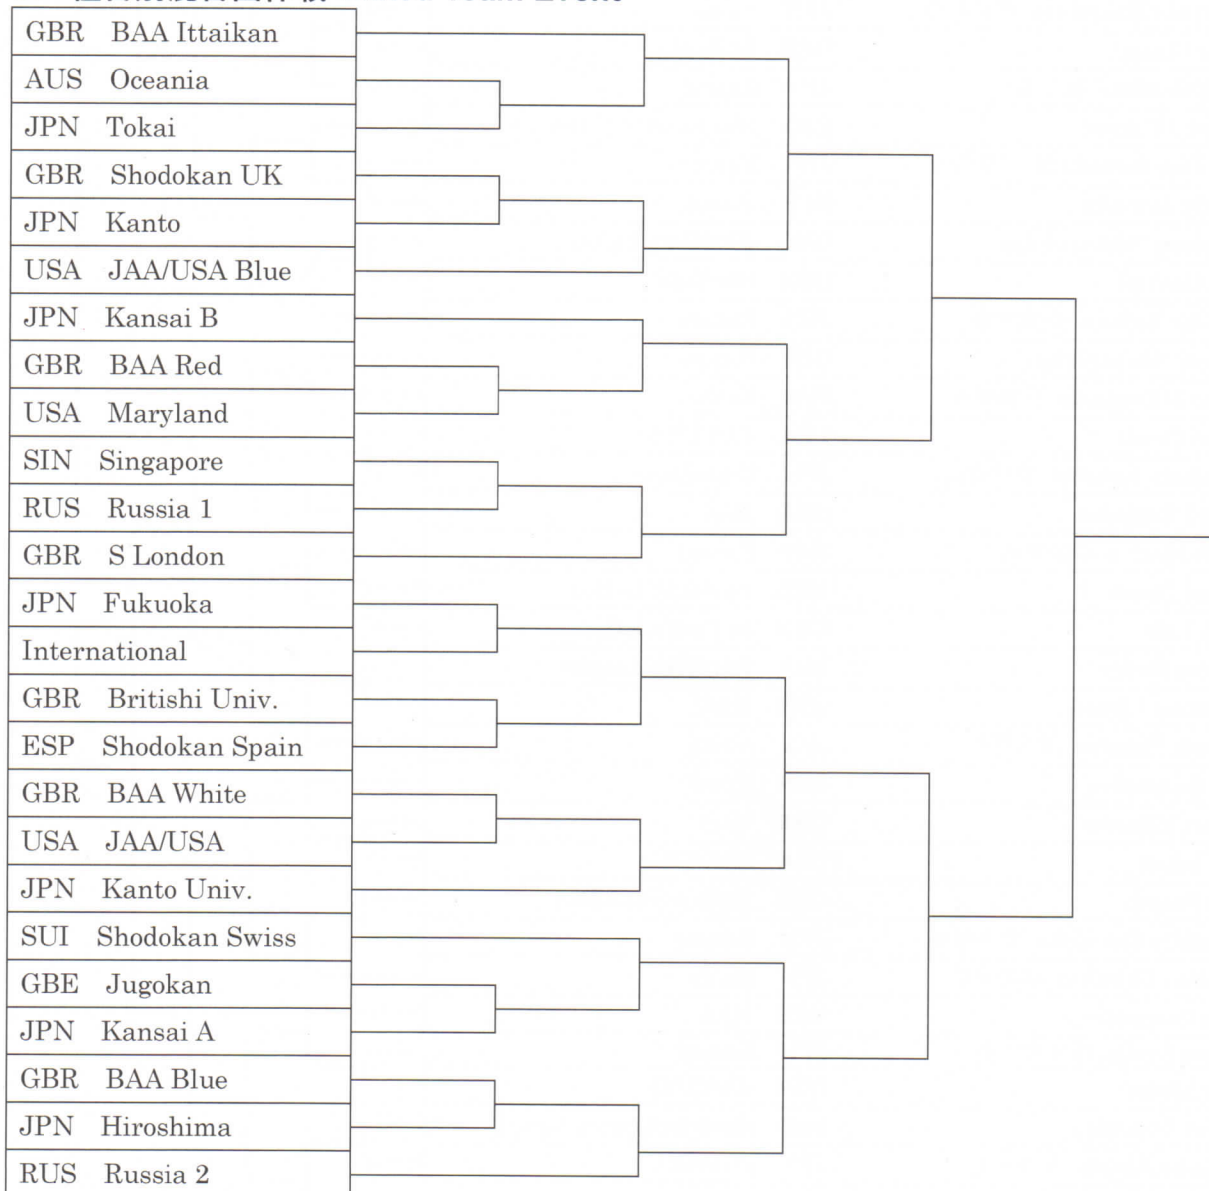 GBR BAA Ittaikan
AUS Oceania
JPN Tokai
GBR Shodokan UK
JPN Kanto
USA JAA/USA Blue
JPN Kansai B
GBR BAA Red
USA Maryland
SIN Singapore
RUS Russia 1
GBR S London
JPN Fukuoka
International
GBR Britishi Univ.
ESP Shodokan Spain
GBR BAA White
USA JAA/USA
JPN Kanto Univ.
SUI Shodokan Swiss
GBE Jugokan
JPN Kansai A
GBR BAA Blue
JPN Hiroshima
RUS Russia 2